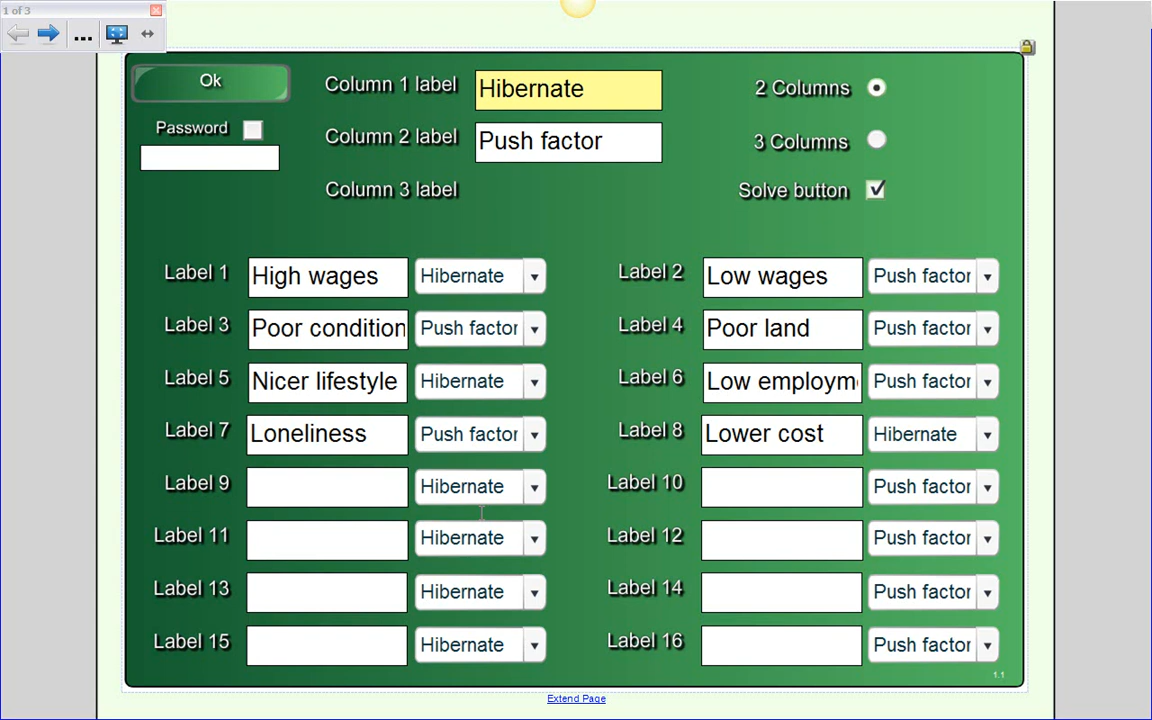 1 of 3
...
Ok
Column 1 label Hibernate 2 Columns
Password Column 2 label Push factor 3 Columns
Column 3 label Solve button
Label 1 High wages Hibernate Label 2 Low wages Push factor
Label 3 Poor condition Push factor Label 4 Poor land Push factor
Label 5 Nicer lifestyle Hibernate Label 6 Low employm Push factor
Label 7 Loneliness Push factor Label 8 Lower cost Hibernate
Label 9 Hibernate Label 10 Push factor
Label 11 Hibernate Label 12 Push factor
Label 13 Hibernate Label 14 Push factor
Label 15 Hibernate Label 16 Push factor
1.1
Extend Page